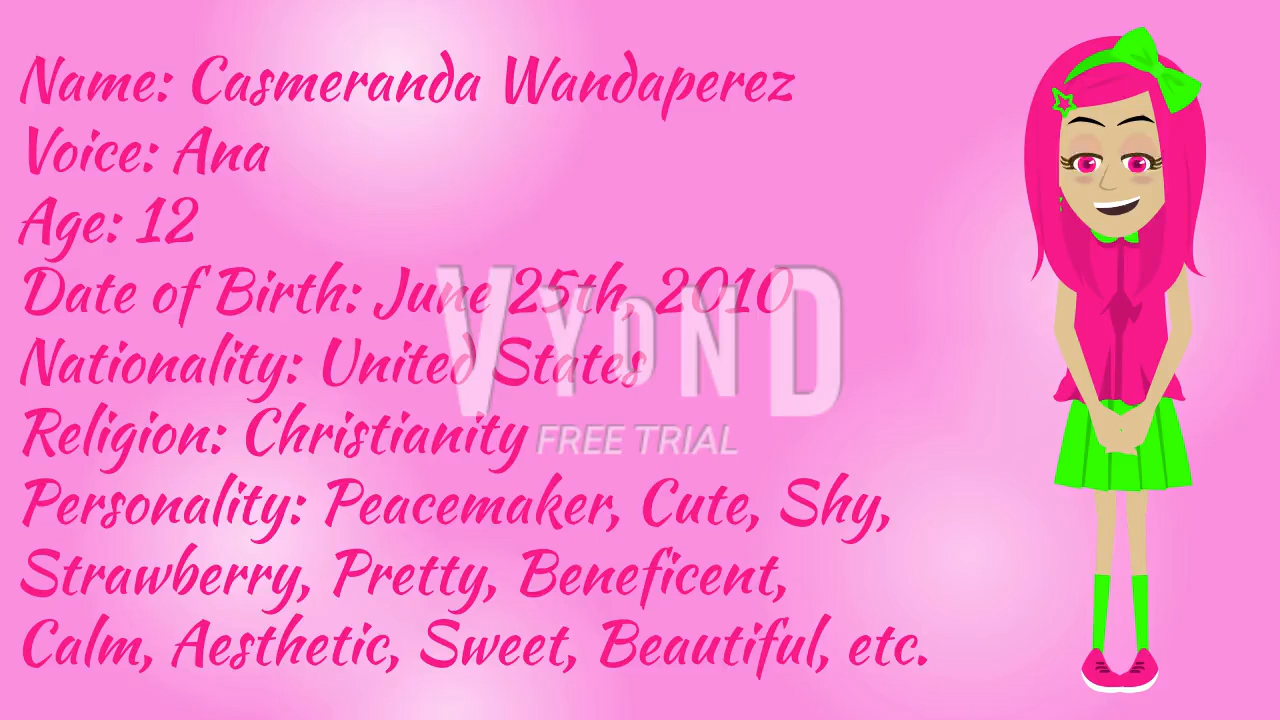 Name: Casmeranda Wandaperez
Voice: Ana
Age: 12
Date of Birth: June 25th, 2010
Nationality: United States
Religion: Christianity
Personality: Peacemaker, Cute, Shy,
Strawberry, Pretty, Beneficent,
Calm, Aesthetic, Sweet, Beautiful, etc.
VYOND
FREE TRIAL